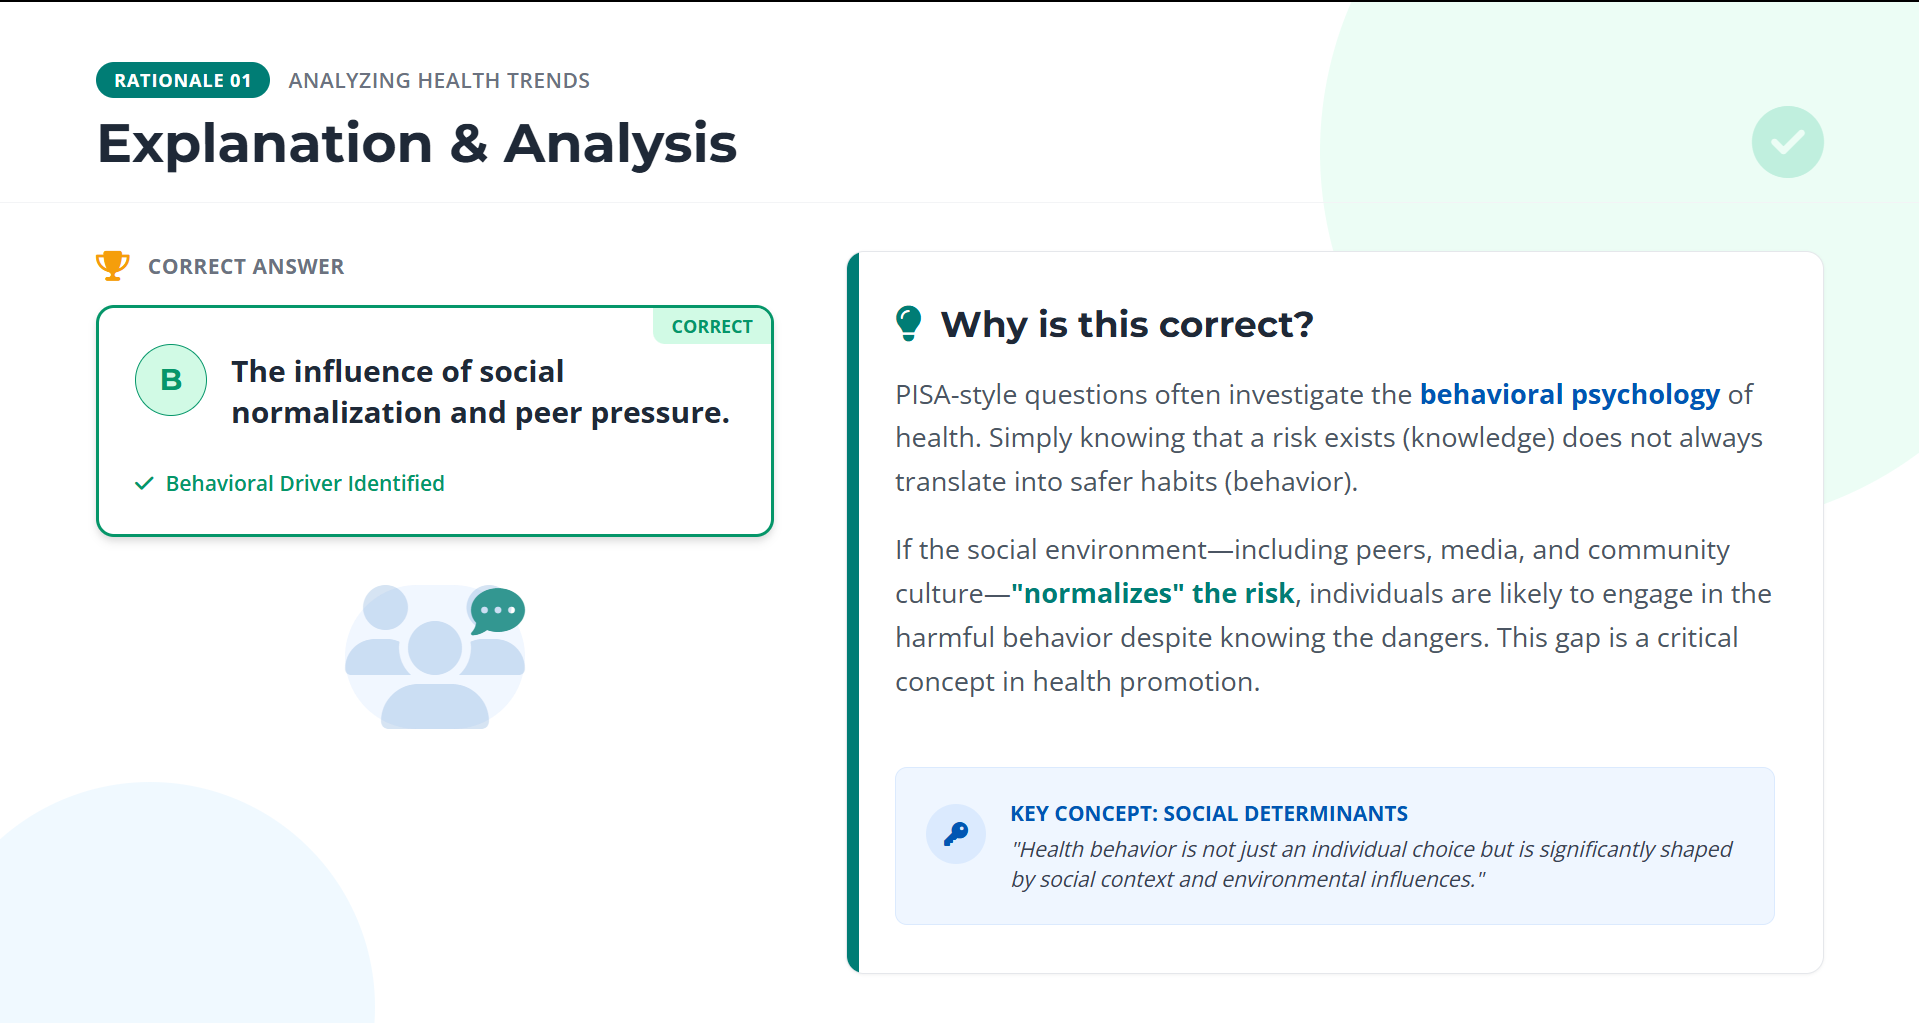 RATIONALE 01
ANALYZING HEALTH TRENDS
Explanation & Analysis
CORRECT ANSWER
CORRECT
B
The influence of social
normalization and peer pressure.
Behavioral Driver Identified
Why is this correct?
PISA-style questions often investigate the behavioral psychology of
health. Simply knowing that a risk exists (knowledge) does not always
translate into safer habits (behavior).
If the social environment—including peers, media, and community
culture—"normalizes" the risk, individuals are likely to engage in the
harmful behavior despite knowing the dangers. This gap is a critical
concept in health promotion.
KEY CONCEPT: SOCIAL DETERMINANTS
"Health behavior is not just an individual choice but is significantly shaped
by social context and environmental influences."